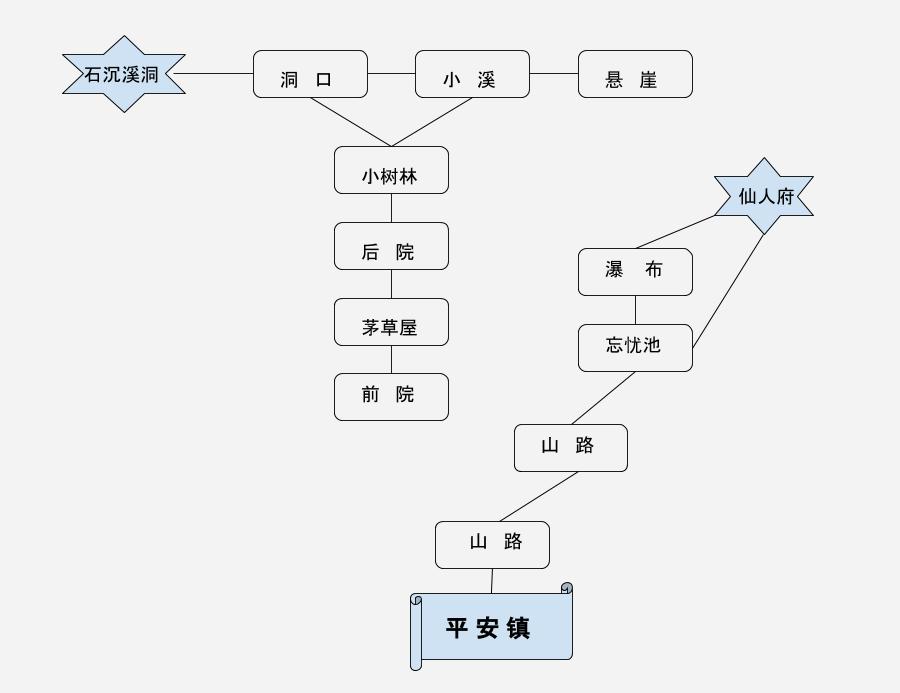 石沉溪洞
洞 口
小 溪
悬 崖
小树林
仙人府
后 院
瀑 布
茅草屋
忘忧池
前 院
山 路
山 路
平安镇